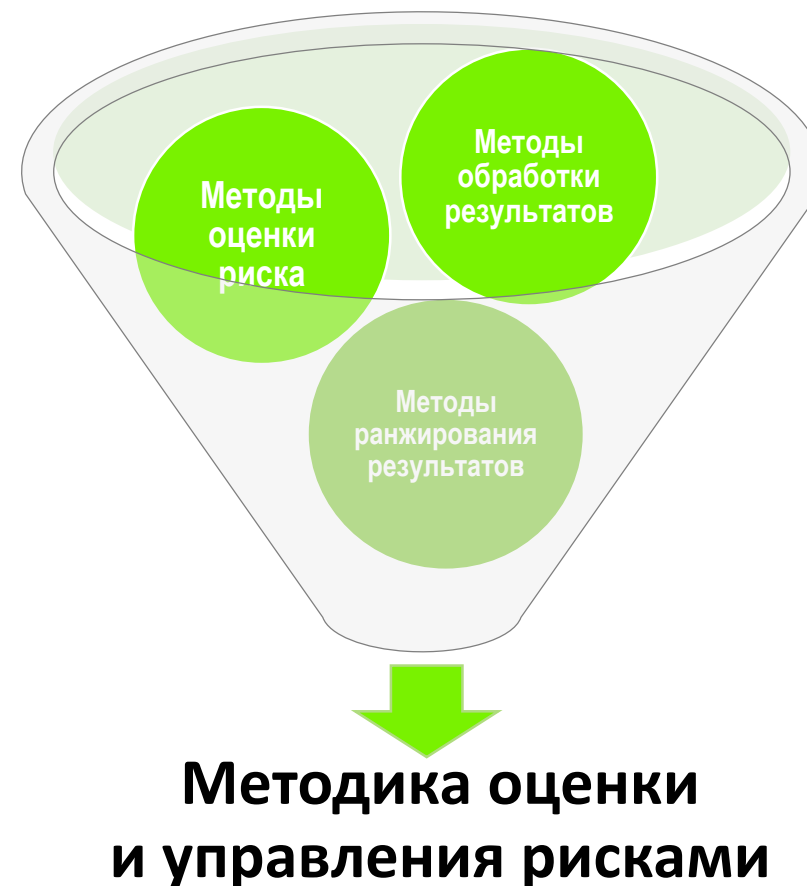 Методы
обработки
результатов
Методы
оценки
риска
Методы
ранжирования
результатов
Методика оценки
и управления рисками